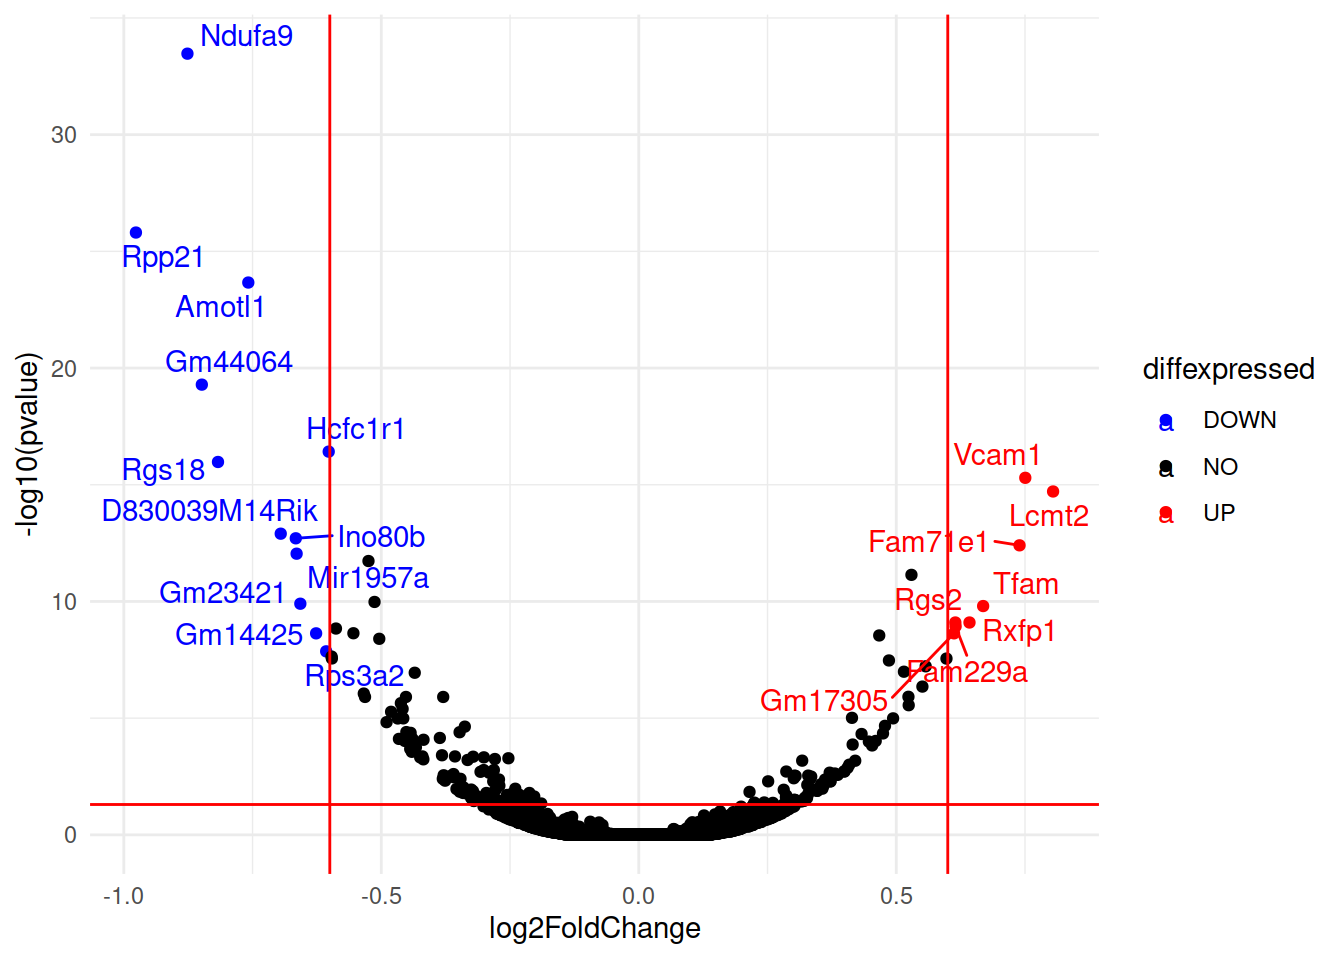 Ndufa9
30
Rpp21
Amotl1
20
Gm44064
Hcfc1r1
Rgs18
Vcam1
Lcmt2
D830039M14Rik
Ino80b
Fam71e1
Mir1957a
Tfam
Gm23421
Rgs2
10
Gm14425
Rxfp1
Rps3a2
Fam229a
Gm17305
0
-log10(pvalue)
-1.0 -0.5 0.0 0.5
log2FoldChange
diffexpressed
a DOWN
a NO
a UP